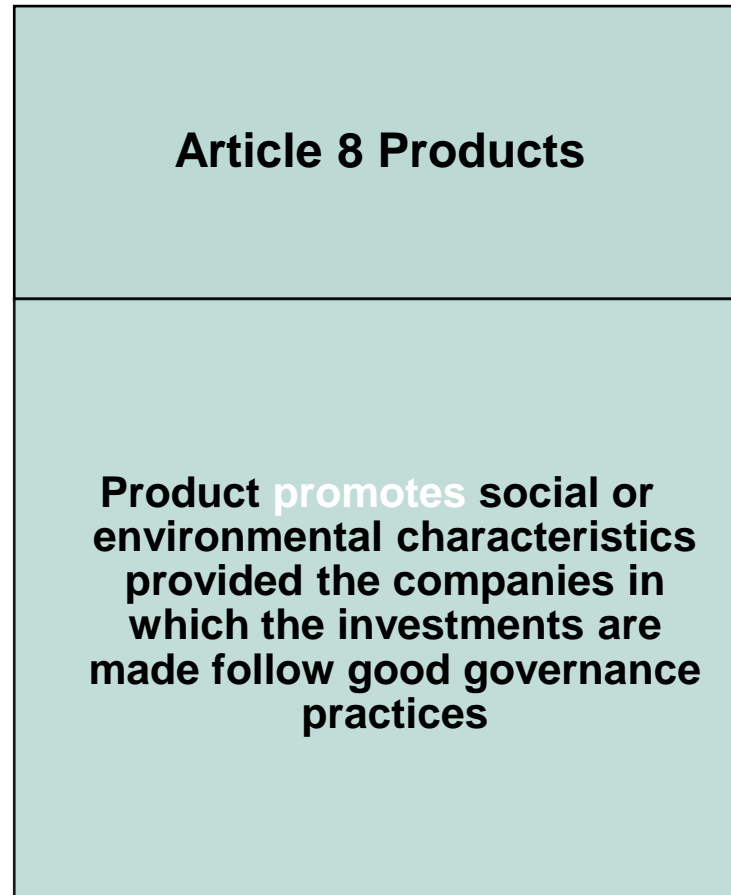 Article 8 Products
Product promotes social or
environmental characteristics
provided the companies in
which the investments are
made follow good governance
practices